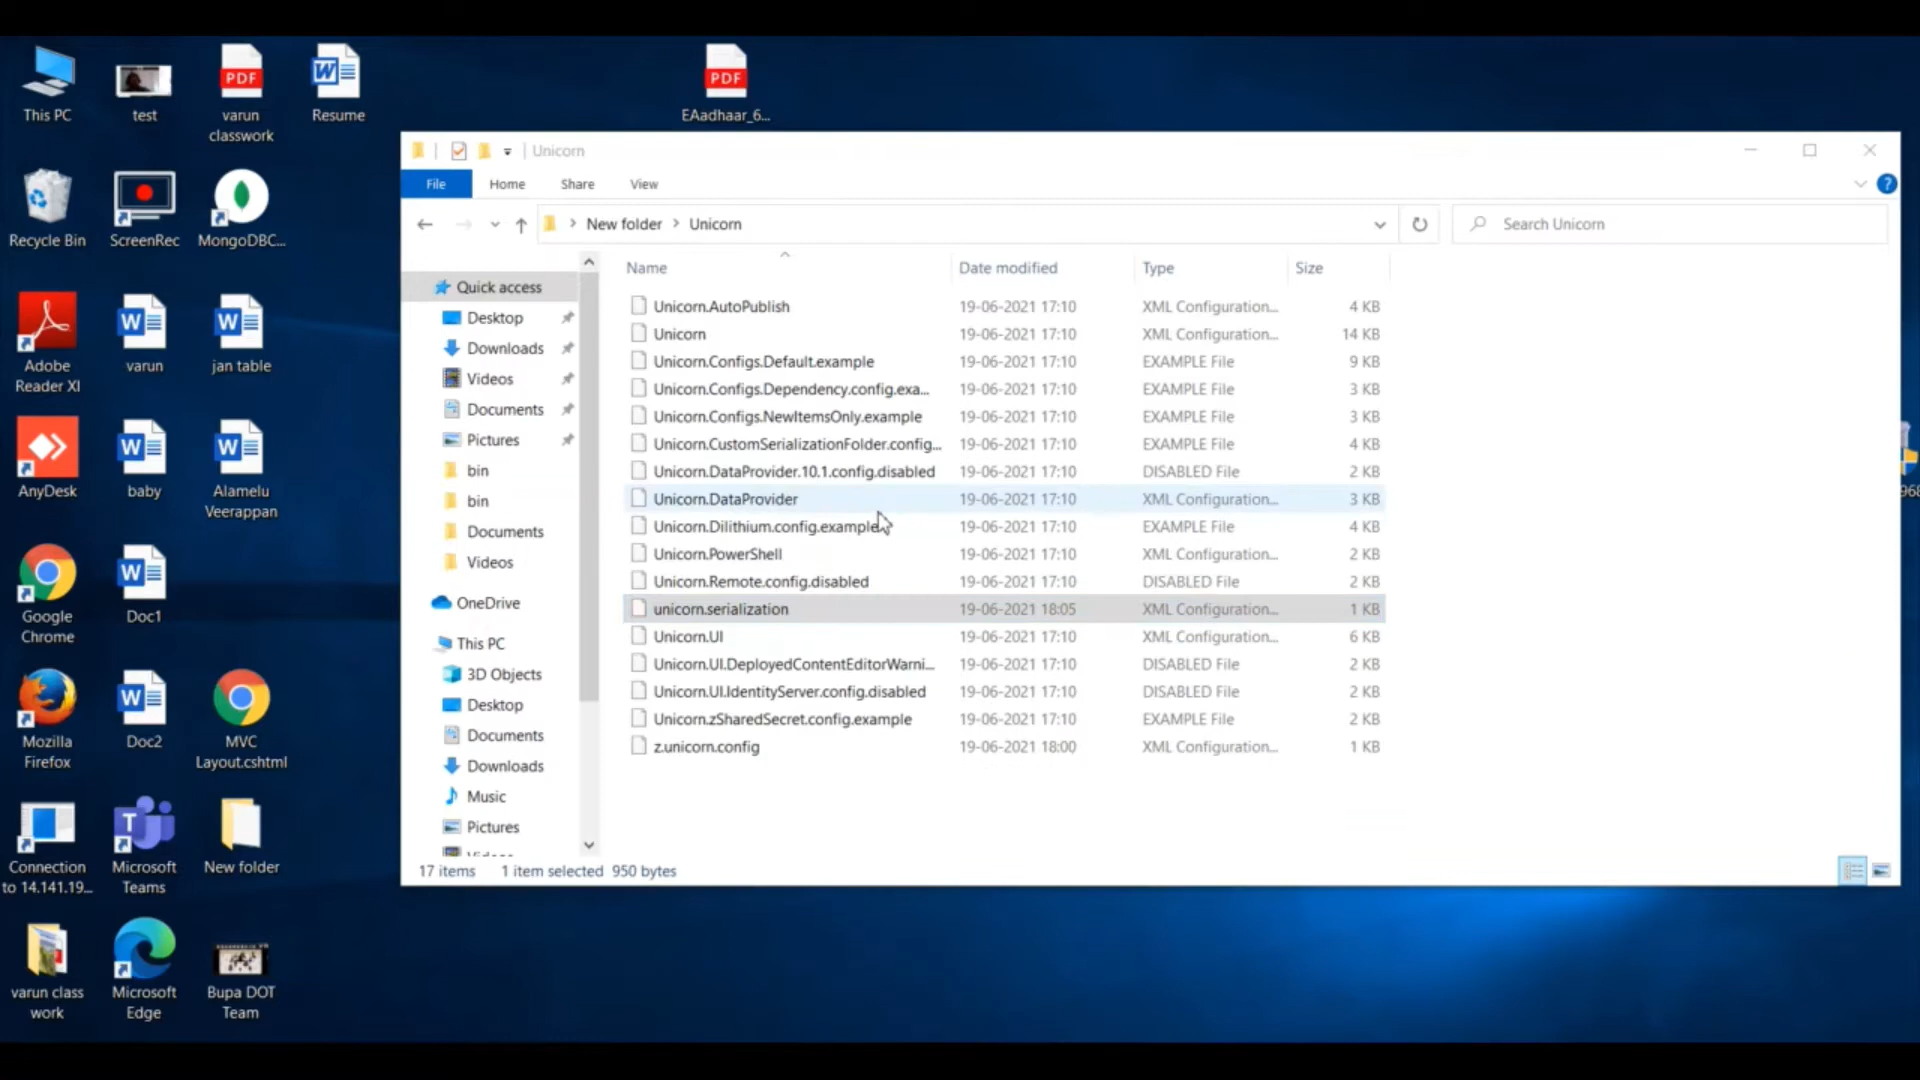 This PC
test
PDF
varun
classwork
W
Resume
PDF
EAadhaar_6...
Recycle Bin
ScreenRec
MongoDBC...
Adobe
Reader XI
W
varun
W
jan table
AnyDesk
W
baby
W
Alamelu
Veerappan
Google
Chrome
W
Doc1
Mozilla
Firefox
W
Doc2
MVC
Layout.cshtml
Connection
to 14.141.19...
T
Microsoft
Teams
New folder
varun class
work
Microsoft
Edge
Bupa DOT
Team
Unicorn
File
Home
Share
View
?
New folder
Unicorn
Search Unicorn
Quick access
Desktop
Downloads
Videos
Documents
Pictures
bin
bin
Documents
Videos
OneDrive
This PC
3D Objects
Desktop
Documents
Downloads
Music
Pictures
Name Date modified Type Size
Unicorn.AutoPublish 19-06-2021 17:10 XML Configuration... 4 KB
Unicorn 19-06-2021 17:10 XML Configuration... 14 KB
Unicorn.Configs.Default.example 19-06-2021 17:10 EXAMPLE File 9 KB
Unicorn.Configs.Dependency.config.exa... 19-06-2021 17:10 EXAMPLE File 3 KB
Unicorn.Configs.NewItemsOnly.example 19-06-2021 17:10 EXAMPLE File 3 KB
Unicorn.CustomSerializationFolder.config... 19-06-2021 17:10 EXAMPLE File 4 KB
Unicorn.DataProvider.10.1.config.disabled 19-06-2021 17:10 DISABLED File 2 KB
Unicorn.DataProvider 19-06-2021 17:10 XML Configuration... 3 KB
Unicorn.Dilithium.config.example 19-06-2021 17:10 EXAMPLE File 4 KB
Unicorn.PowerShell 19-06-2021 17:10 XML Configuration... 2 KB
Unicorn.Remote.config.disabled 19-06-2021 17:10 DISABLED File 2 KB
unicorn.serialization 19-06-2021 18:05 XML Configuration... 1 KB
Unicorn.UI 19-06-2021 17:10 XML Configuration... 6 KB
Unicorn.UI.DeployedContentEditorWarni... 19-06-2021 17:10 DISABLED File 2 KB
Unicorn.UI.IdentityServer.config.disabled 19-06-2021 17:10 DISABLED File 2 KB
Unicorn.zSharedSecret.config.example 19-06-2021 17:10 EXAMPLE File 2 KB
z.unicorn.config 19-06-2021 18:00 XML Configuration... 1 KB
17 items 1 item selected 950 bytes